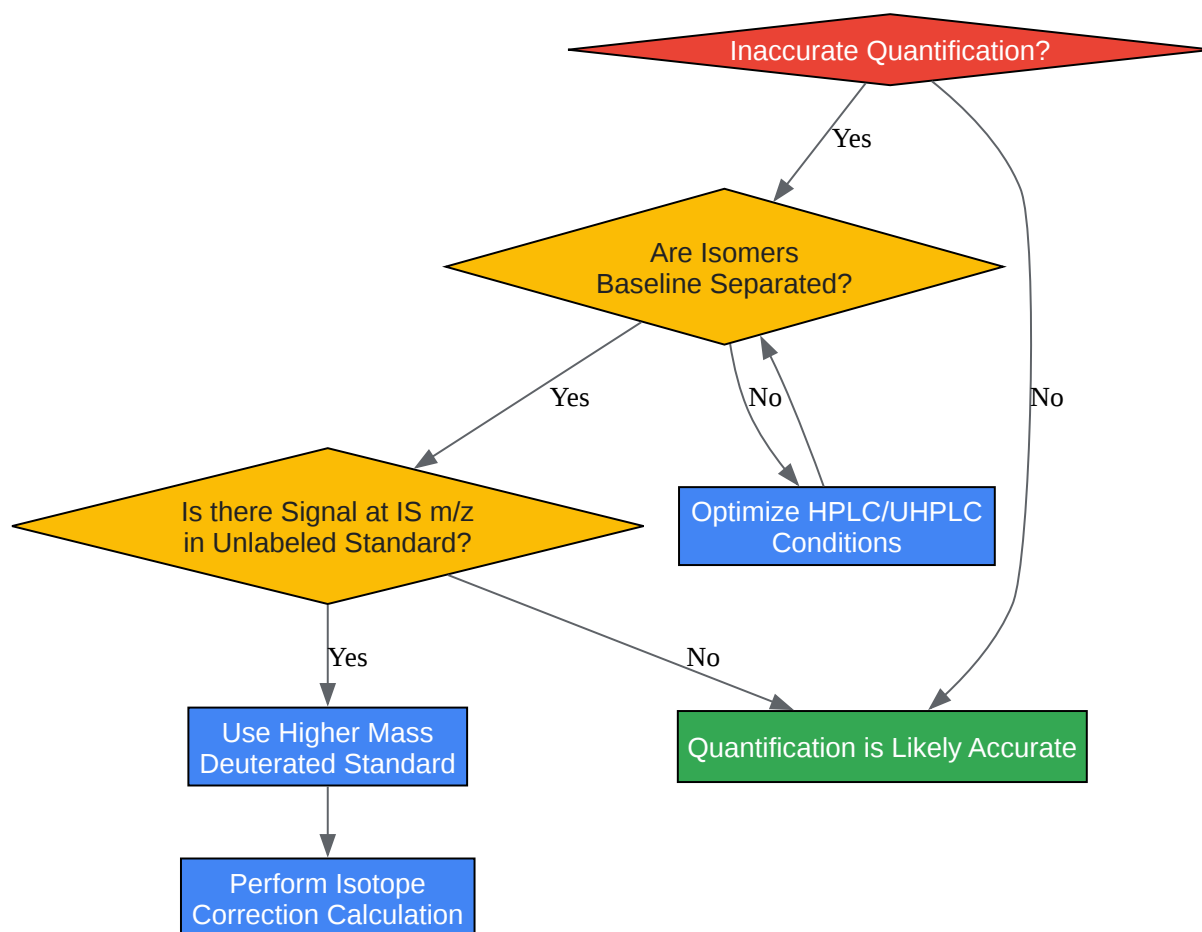 Inaccurate Quantification?
Yes
Are Isomers
Baseline Separated?
Yes
No
No
Is there Signal at IS m/z
in Unlabeled Standard?
Optimize HPLC/UHPLC
Conditions
Yes
No
Use Higher Mass
Deuterated Standard
Quantification is Likely Accurate
Perform Isotope
Correction Calculation